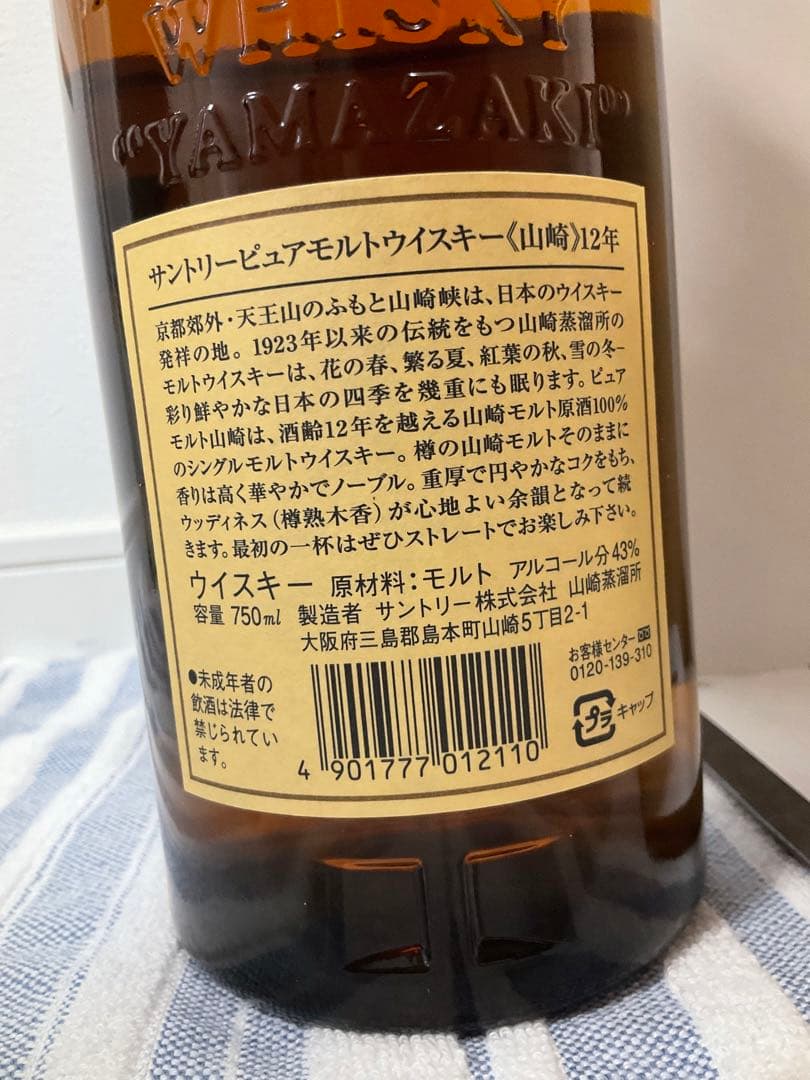 WHISKY
"YAMAZAKI"
サントリーピュアモルトウイスキー《山崎》12年
京都郊外・天王山のふもと山崎峡は、日本のウイスキー
発祥の地。1923年以来の伝統をもつ山崎蒸溜所の
モルトウイスキーは、花の春、繁る夏、紅葉の秋、雪の冬−
彩り鮮やかな日本の四季を幾重にも眠ります。ピュア
モルト山崎は、酒齢12年を越える山崎モルト原酒100%
のシングルモルトウイスキー。樽の山崎モルトそのままに
香りは高く華やかでノーブル。重厚で円やかなコクをもち、
ウッディネス(樽熟木香)が心地よい余韻となって続
きます。最初の一杯はぜひストレートでお楽しみ下さい。
ウイスキー 原材料:モルト アルコール分43%
容量 750ml 製造者 サントリー株式会社 山崎蒸溜所
大阪府三島郡島本町山崎5丁目2-1
お客様センター
0120-139-310
●未成年者の
飲酒は法律で
禁じられてい
ます。
プラ キャップ
4 901777 012110